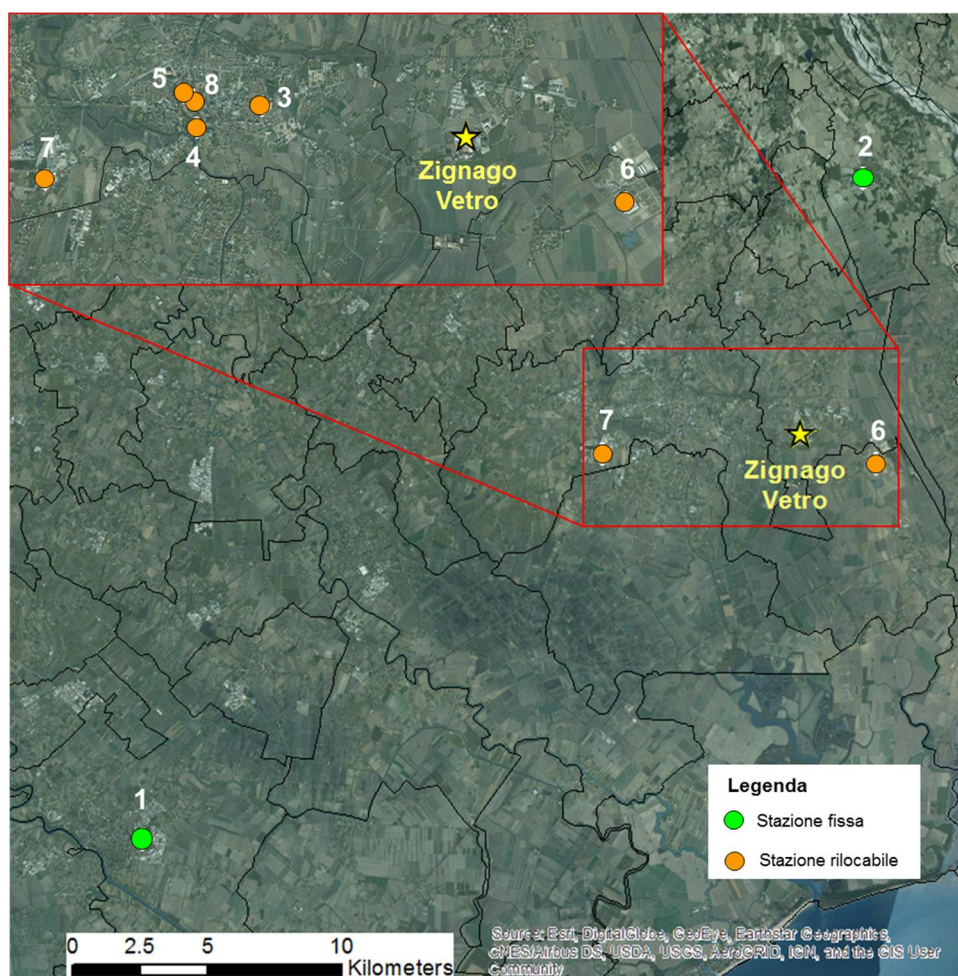 5
8
3
4
7
6
Zignago
Vetro
2
7
6
Zignago
Vetro
1
Legenda
Stazione fissa
Stazione rilocabile
0 2.5 5 10
Kilometers
Source: Esri, DigitalGlobe, GeoEye, Earthstar Geographics,
CNES/Airbus DS, USDA, USGS, AeroGRID, IGN, and the GIS User
Community